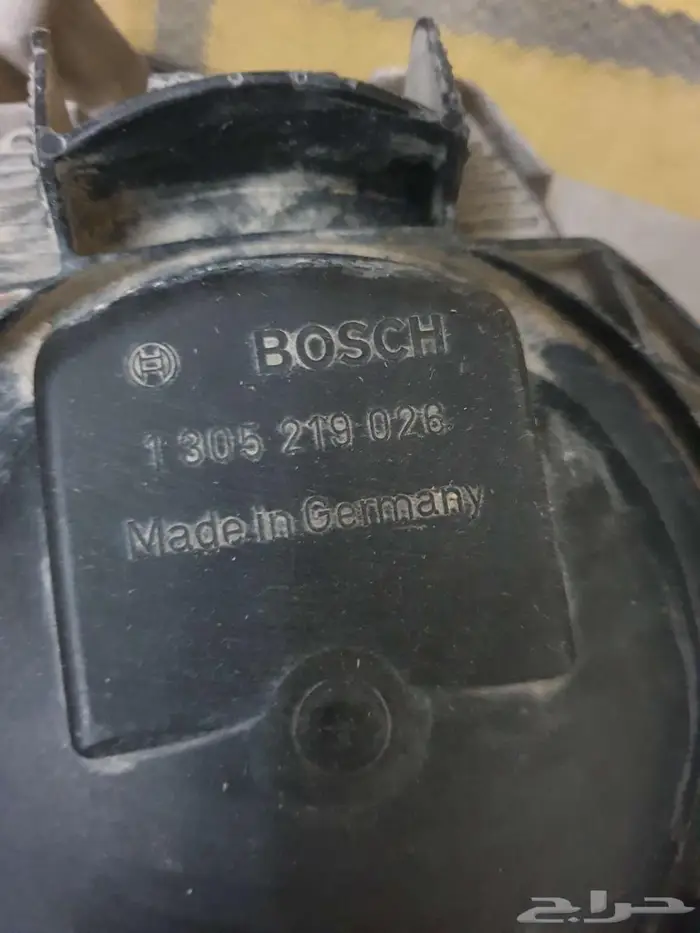 BOSCH
1 305 219 026
Made in Germany
حراج